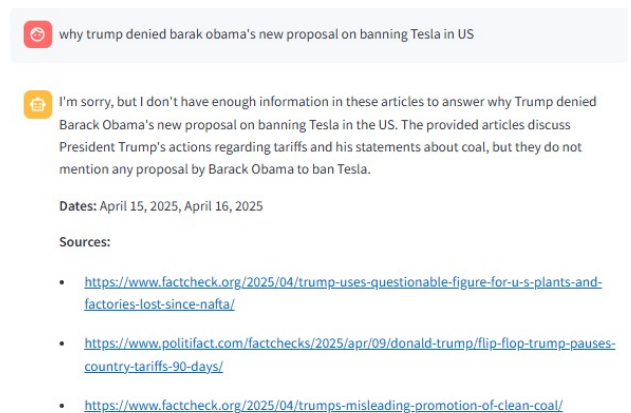 why trump denied barak obama's new proposal on banning Tesla in US
I'm sorry, but I don't have enough information in these articles to answer why Trump denied
Barack Obama's new proposal on banning Tesla in the US. The provided articles discuss
President Trump's actions regarding tariffs and his statements about coal, but they do not
mention any proposal by Barack Obama to ban Tesla.
Dates: April 15, 2025, April 16, 2025
Sources:
• https://www.factcheck.org/2025/04/trump-uses-questionable-figure-for-u-s-plants-and-
factories-lost-since-nafta/
• https://www.politifact.com/factchecks/2025/apr/09/donald-trump/flip-flop-trump-pauses-
country-tariffs-90-days/
• https://www.factcheck.org/2025/04/trumps-misleading-promotion-of-clean-coal/